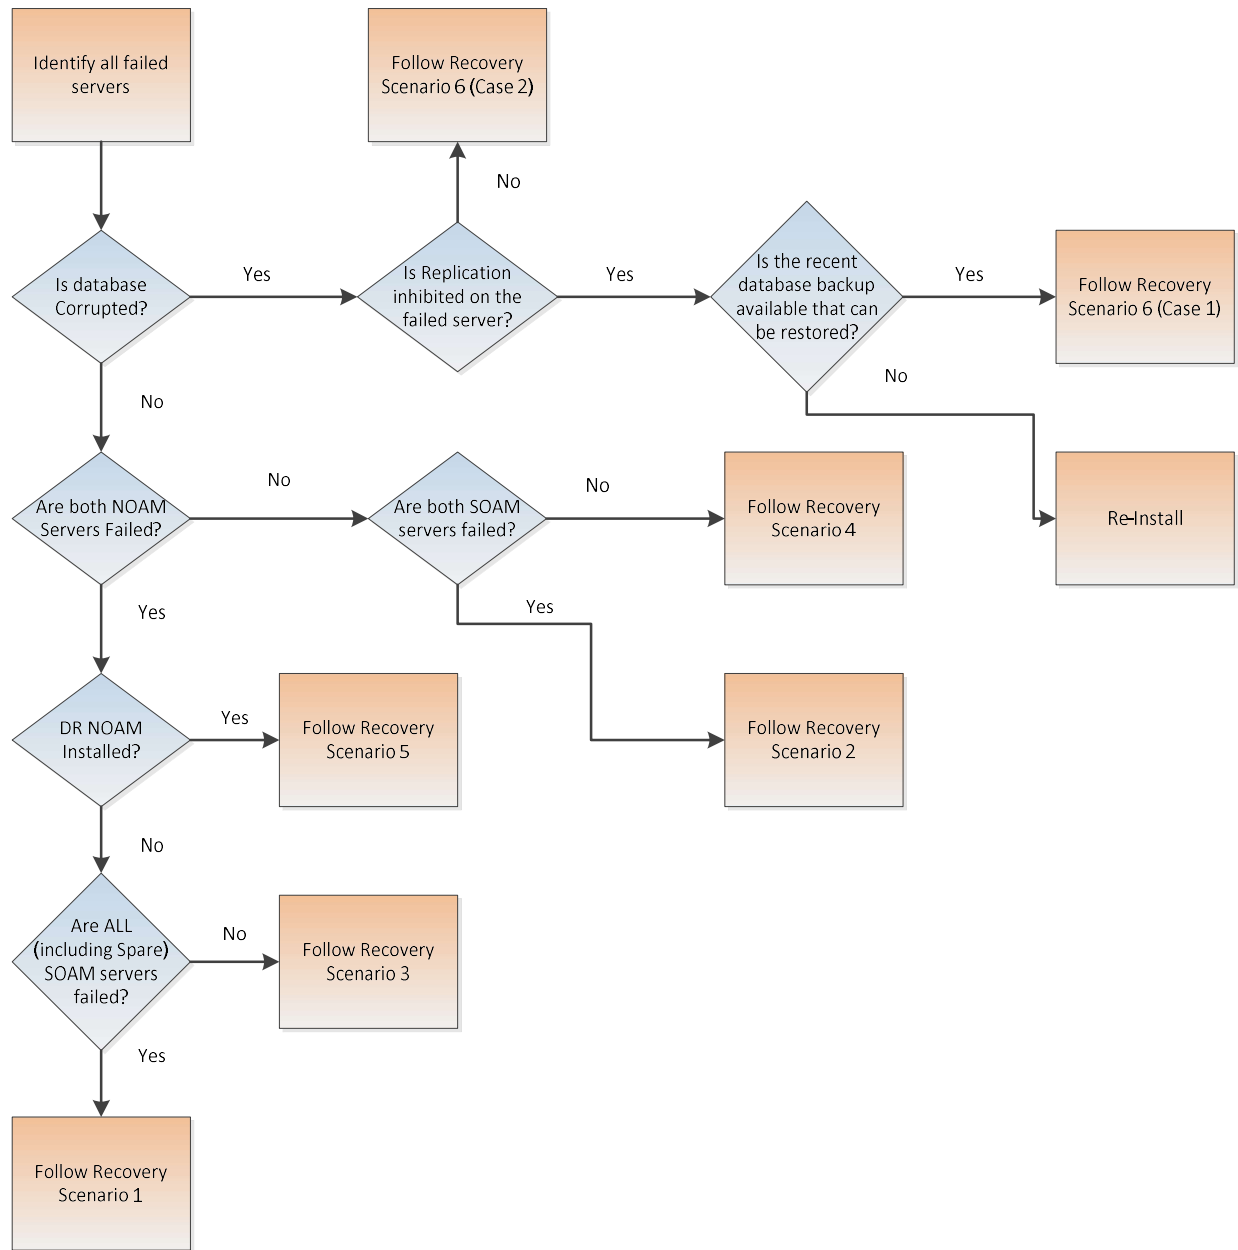 Identify all failed
servers
Follow Recovery
Scenario 6 (Case 2)
No
Is database
Corrupted?
Yes
Is Replication
inhibited on the
failed server?
Yes
Is the recent
database backup
available that can
be restored?
Yes
Follow Recovery
Scenario 6 (Case 1)
No
No
Are both NOAM
Servers Failed?
No
Are both SOAM
servers failed?
No
Follow Recovery
Scenario 4
Re-Install
Yes
Yes
DR NOAM
Installed?
Yes
Follow Recovery
Scenario 5
Follow Recovery
Scenario 2
No
Are ALL
(including Spare)
SOAM servers
failed?
No
Follow Recovery
Scenario 3
Yes
Follow Recovery
Scenario 1